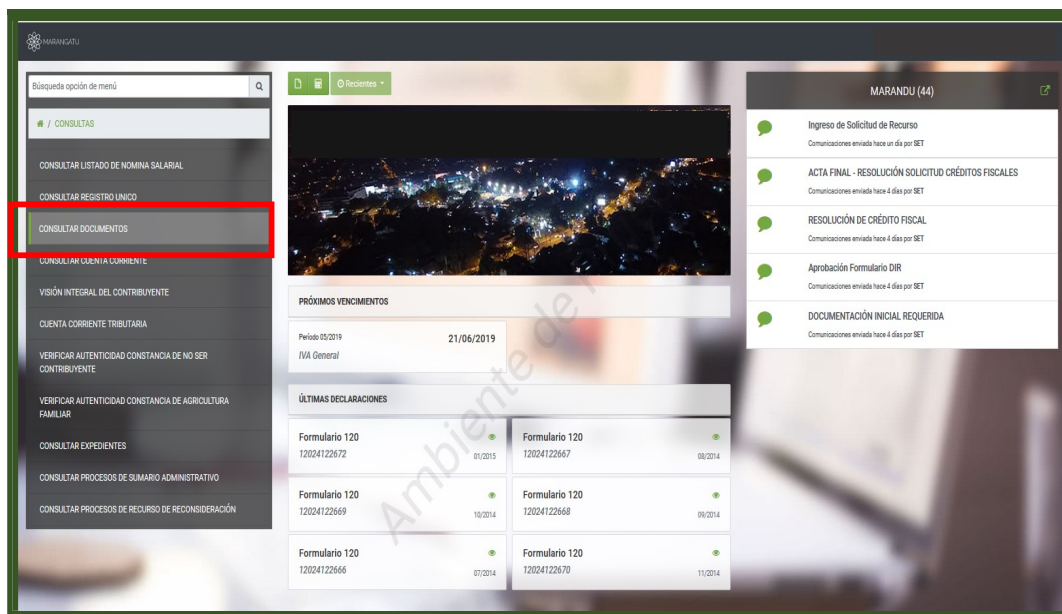 MARANGATU
Búsqueda opción de menú
/ CONSULTAS
CONSULTAR LISTADO DE NOMINA SALARIAL
CONSULTAR REGISTRO UNICO
CONSULTAR DOCUMENTOS
CONSULTAR CUENTA CORRIENTE
VISIÓN INTEGRAL DEL CONTRIBUYENTE
CUENTA CORRIENTE TRIBUTARIA
VERIFICAR AUTENTICIDAD CONSTANCIA DE NO SER
CONTRIBUYENTE
VERIFICAR AUTENTICIDAD CONSTANCIA DE AGRICULTURA
FAMILIAR
CONSULTAR EXPEDIENTES
CONSULTAR PROCESOS DE SUMARIO ADMINISTRATIVO
CONSULTAR PROCESOS DE RECURSO DE RECONSIDERACIÓN
Recientes
PRÓXIMOS VENCIMIENTOS
Período 05/2019
21/06/2019
IVA General
ÚLTIMAS DECLARACIONES
Formulario 120
12024122672
01/2015
Formulario 120
12024122667
08/2014
Formulario 120
12024122669
10/2014
Formulario 120
12024122668
09/2014
Formulario 120
12024122666
07/2014
Formulario 120
12024122670
11/2014
Ambiente de
MARANDU (44)
Ingreso de Solicitud de Recurso
Comunicaciones enviada hace un día por SET
ACTA FINAL - RESOLUCIÓN SOLICITUD CRÉDITOS FISCALES
Comunicaciones enviada hace 4 días por SET
RESOLUCIÓN DE CRÉDITO FISCAL
Comunicaciones enviada hace 4 días por SET
Aprobación Formulario DIR
Comunicaciones enviada hace 4 días por SET
DOCUMENTACIÓN INICIAL REQUERIDA
Comunicaciones enviada hace 4 días por SET